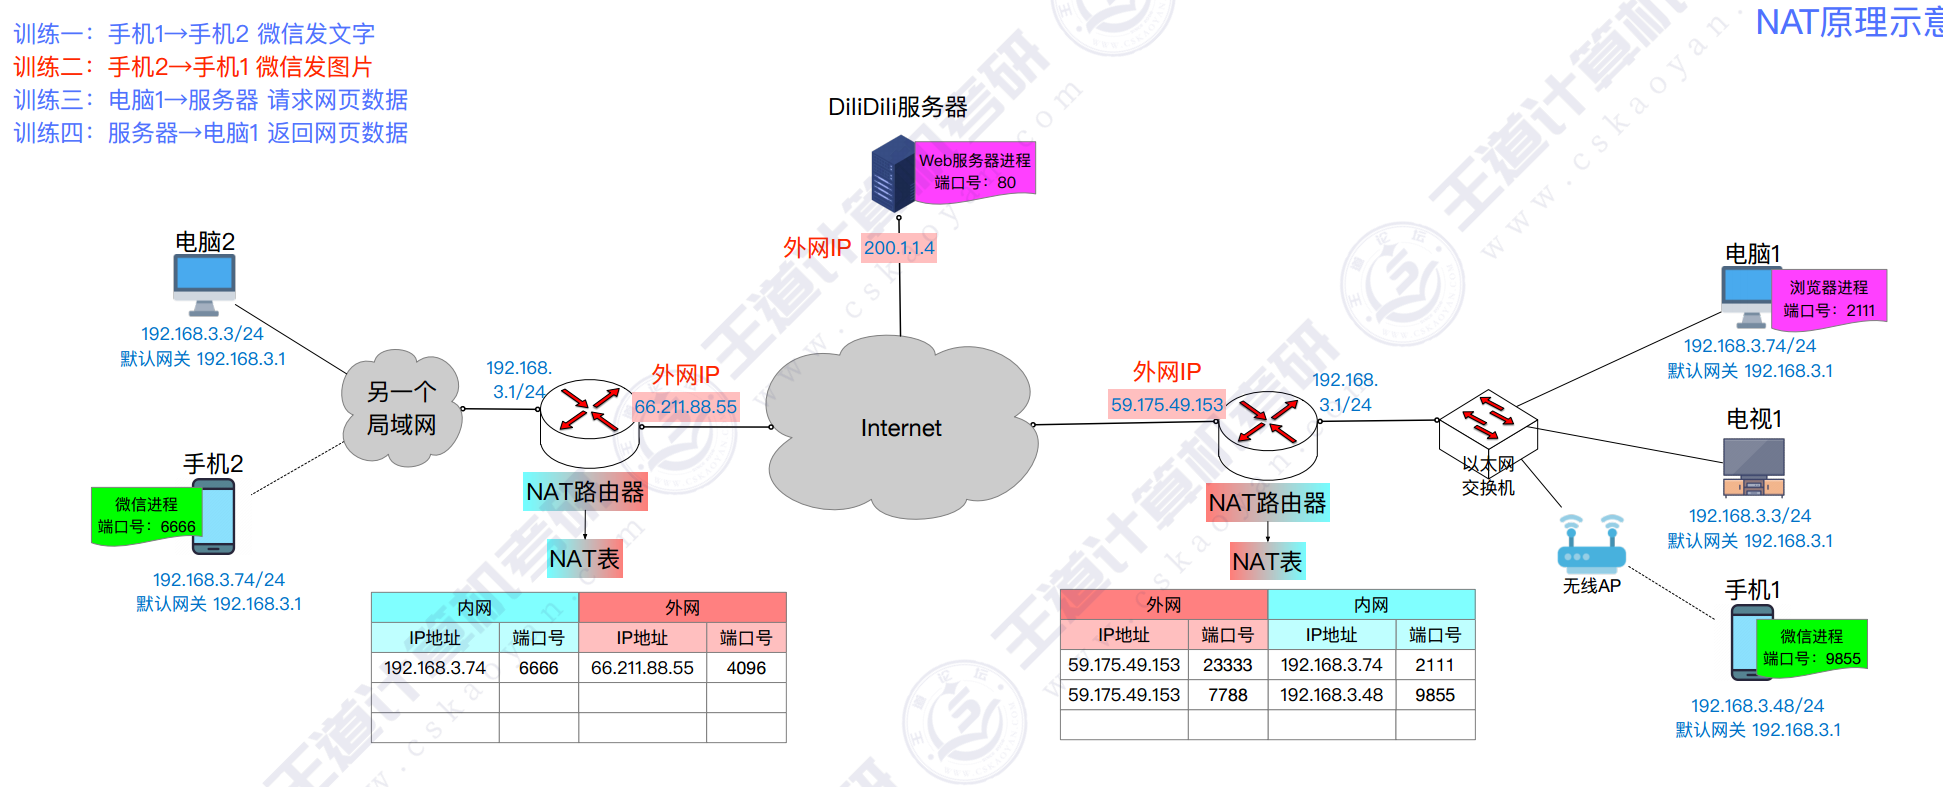 训练一：手机1→手机2 微信发文字
训练二：手机2→手机1 微信发图片
训练三：电脑1→服务器 请求网页数据
训练四：服务器→电脑1 返回网页数据
NAT原理示意
DiliDili服务器
Web服务器进程
端口号：80
外网IP
200.1.1.4
电脑2
192.168.3.3/24
默认网关 192.168.3.1
另一个
局域网
手机2
微信进程
端口号：6666
192.168.3.74/24
默认网关 192.168.3.1
192.168.
3.1/24
外网IP
66.211.88.55
NAT路由器
NAT表
内网 外网
IP地址 端口号 IP地址 端口号
192.168.3.74 6666 66.211.88.55 4096
Internet
外网IP
59.175.49.153
192.168.
3.1/24
NAT路由器
NAT表
外网 内网
IP地址 端口号 IP地址 端口号
59.175.49.153 23333 192.168.3.74 2111
59.175.49.153 7788 192.168.3.48 9855
以太网
交换机
电脑1
浏览器进程
端口号：2111
192.168.3.74/24
默认网关 192.168.3.1
电视1
192.168.3.3/24
默认网关 192.168.3.1
无线AP
手机1
微信进程
端口号：9855
192.168.3.48/24
默认网关 192.168.3.1
王道计算机考研
www.cskaoyan.com